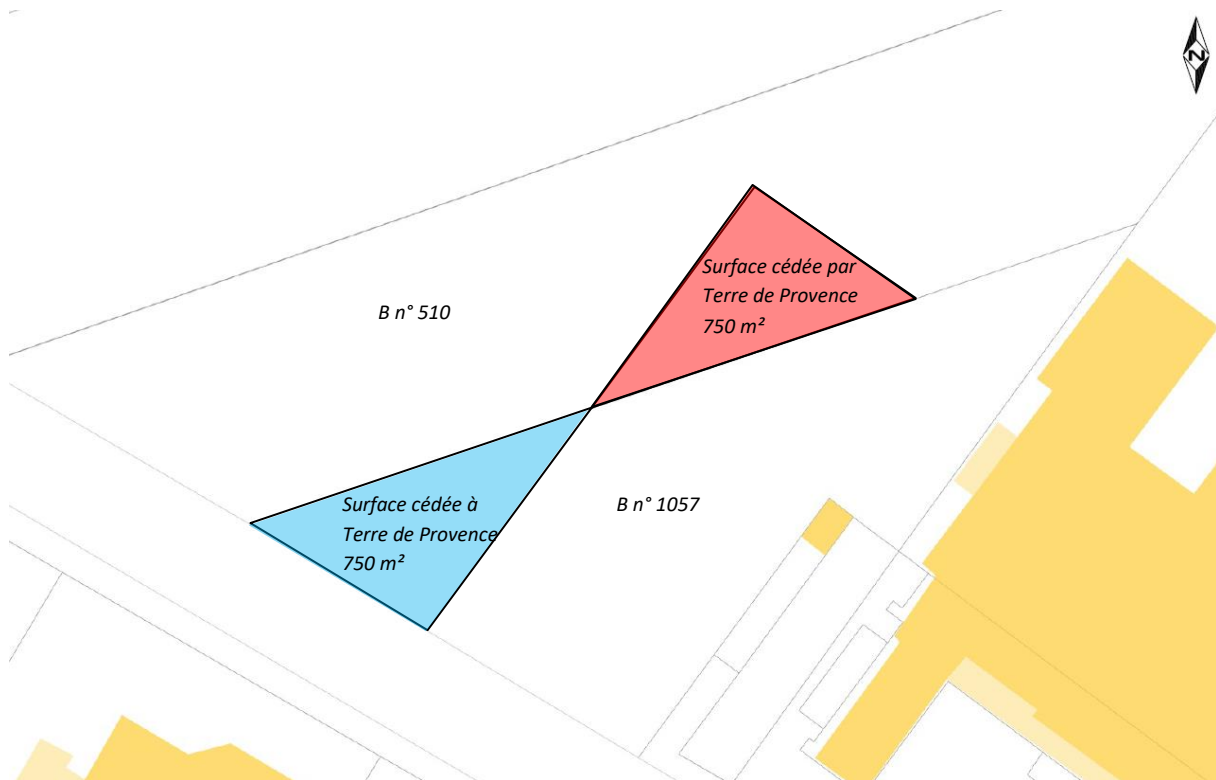 N
Surface cédée par
Terre de Provence
750 m²
B n° 510
Surface cédée à
Terre de Provence
750 m²
B n° 1057